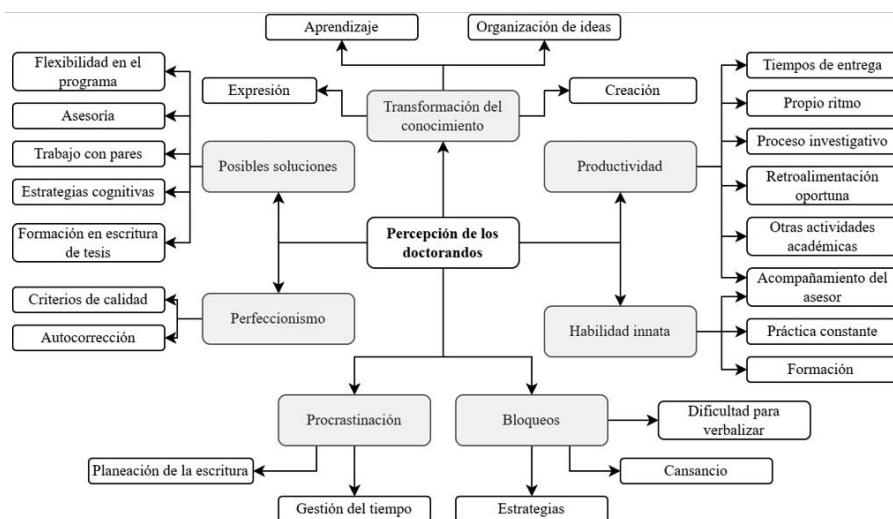 Aprendizaje
Organización de ideas
Flexibilidad en el
programa
Expresión
Transformación del
conocimiento
Creación
Tiempos de entrega
Asesoría
Propio ritmo
Trabajo con pares
Posibles soluciones
Productividad
Proceso investigativo
Estrategias cognitivas
Retroalimentación
oportuna
Formación en escritura
de tesis
Percepción de los
doctorandos
Otras actividades
académicas
Criterios de calidad
Perfeccionismo
Habilidad innata
Acompañamiento del
asesor
Autocorrección
Práctica constante
Formación
Procrastinación
Bloqueos
Dificultad para
verbalizar
Planeación de la escritura
Cansancio
Gestión del tiempo
Estrategias